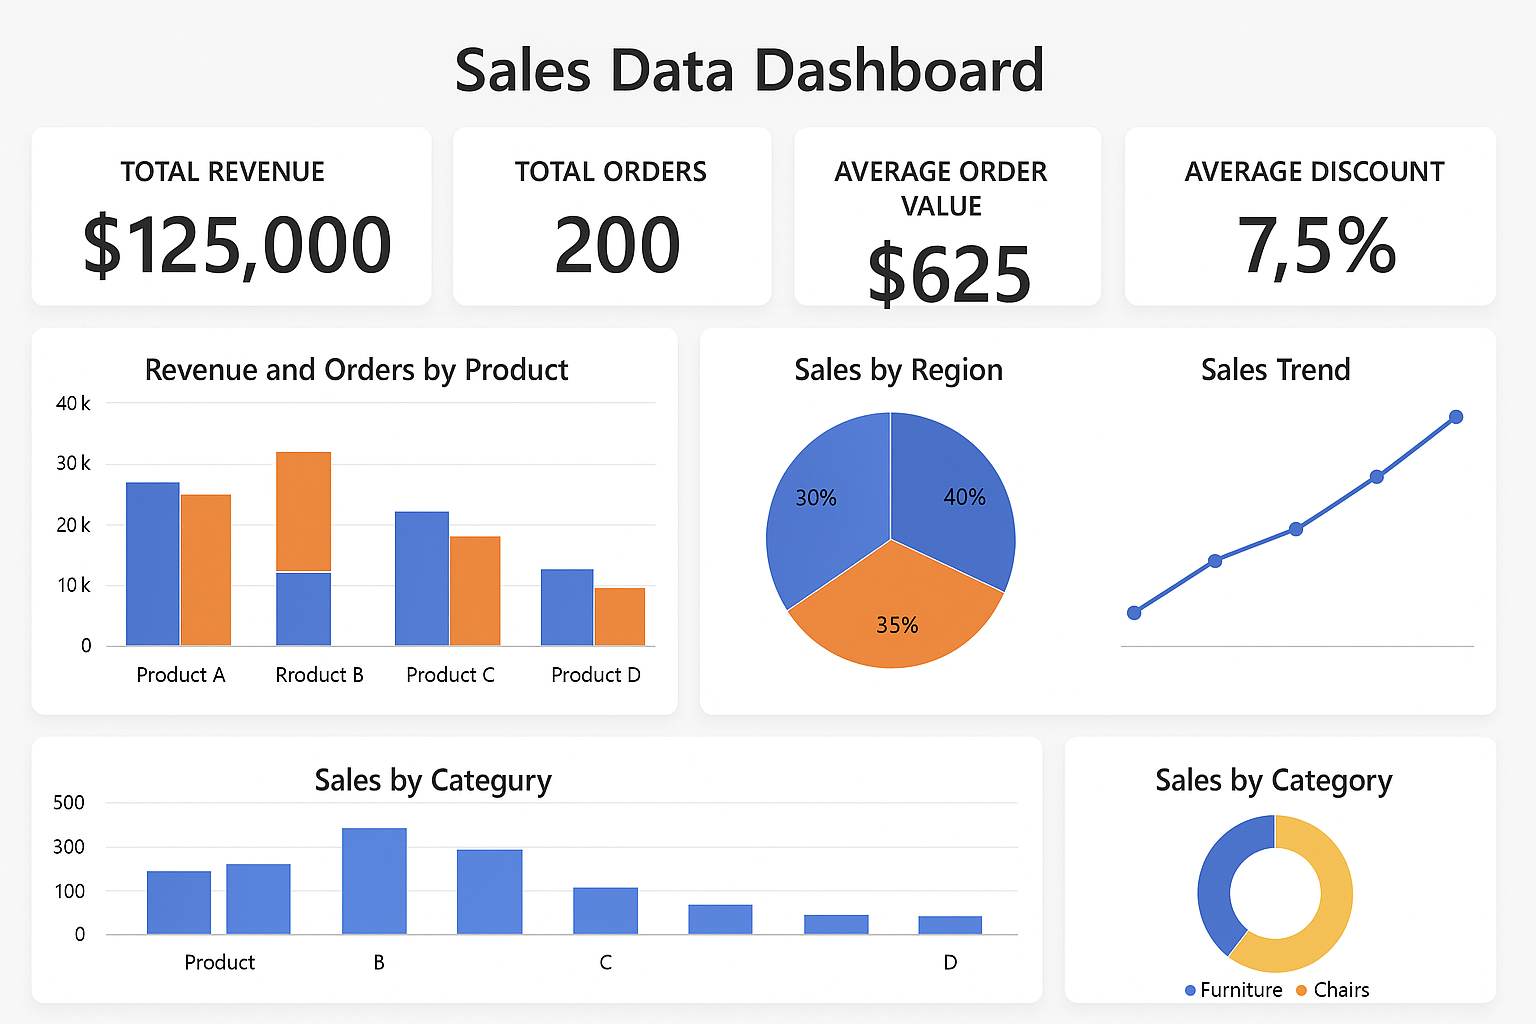 Sales Data Dashboard
TOTAL REVENUE
$125,000
TOTAL ORDERS
200
AVERAGE ORDER
VALUE
$625
AVERAGE DISCOUNT
7,5%
Revenue and Orders by Product
40 k
30 k
20 k
10 k
0
Product A
Rroduct B
Product C
Product D
Sales by Region
30%
40%
35%
Sales Trend
Sales by Categury
500
300
100
0
Product
B
C
D
Sales by Category
Furniture
Chairs